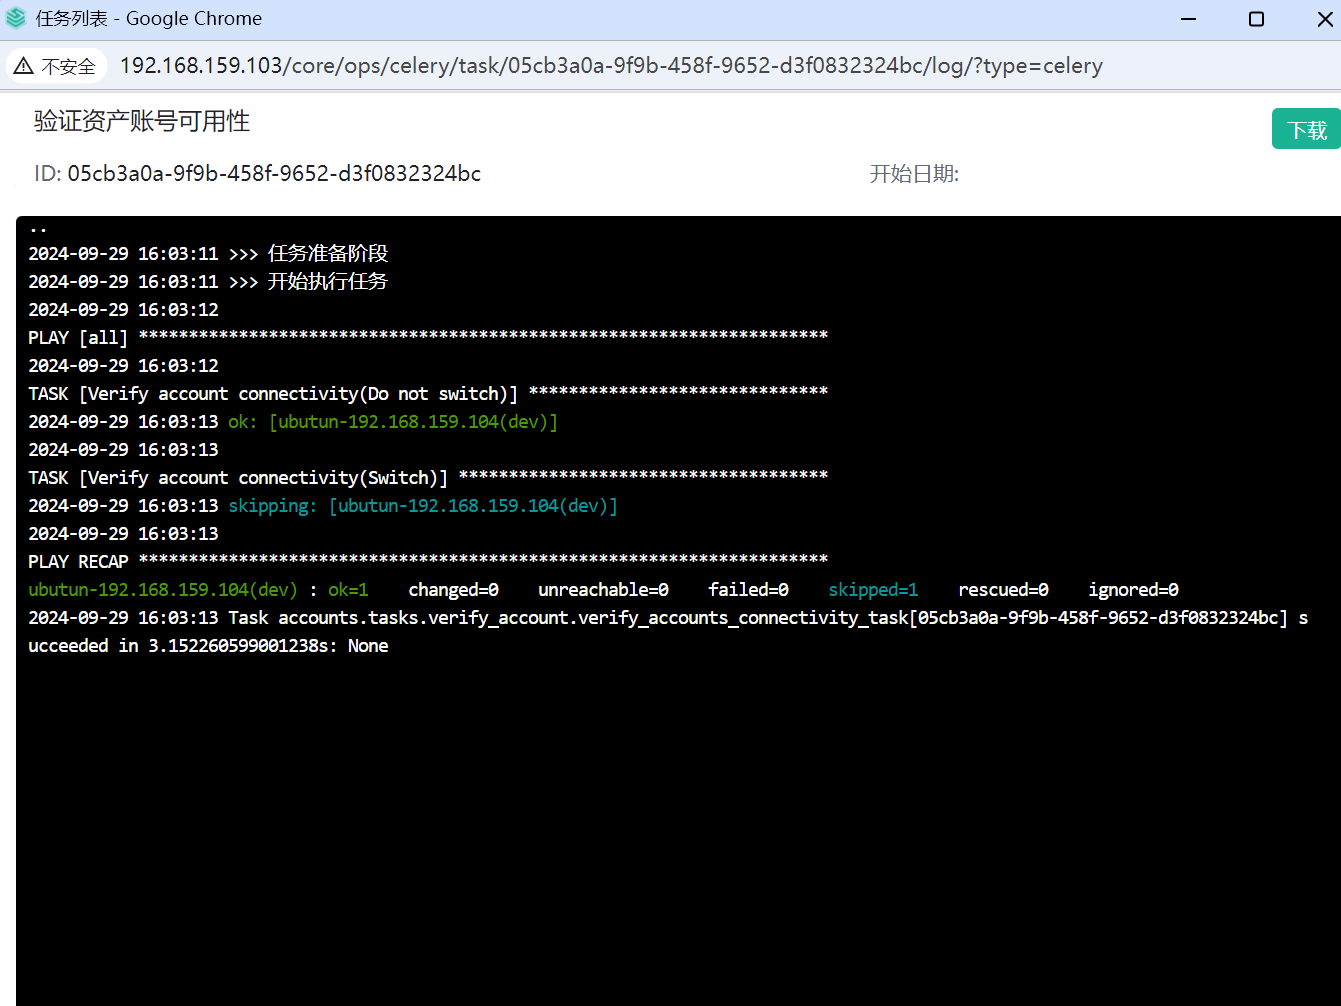 任务列表 - Google Chrome
不安全 192.168.159.103/core/ops/celery/task/05cb3a0a-9f9b-458f-9652-d3f0832324bc/log/?type=celery
验证资产账号可用性
下载
ID: 05cb3a0a-9f9b-458f-9652-d3f0832324bc 开始日期:
..
2024-09-29 16:03:11 >>> 任务准备阶段
2024-09-29 16:03:11 >>> 开始执行任务
2024-09-29 16:03:12
PLAY [all] *********************************************************************
2024-09-29 16:03:12
TASK [Verify account connectivity(Do not switch)] ******************************
2024-09-29 16:03:13 ok: [ubutun-192.168.159.104(dev)]
2024-09-29 16:03:13
TASK [Verify account connectivity(Switch)] *************************************
2024-09-29 16:03:13 skipping: [ubutun-192.168.159.104(dev)]
2024-09-29 16:03:13
PLAY RECAP *********************************************************************
ubutun-192.168.159.104(dev) : ok=1    changed=0    unreachable=0    failed=0    skipped=1    rescued=0    ignored=0
2024-09-29 16:03:13 Task accounts.tasks.verify_account.verify_accounts_connectivity_task[05cb3a0a-9f9b-458f-9652-d3f0832324bc] s
ucceeded in 3.152260599001238s: None